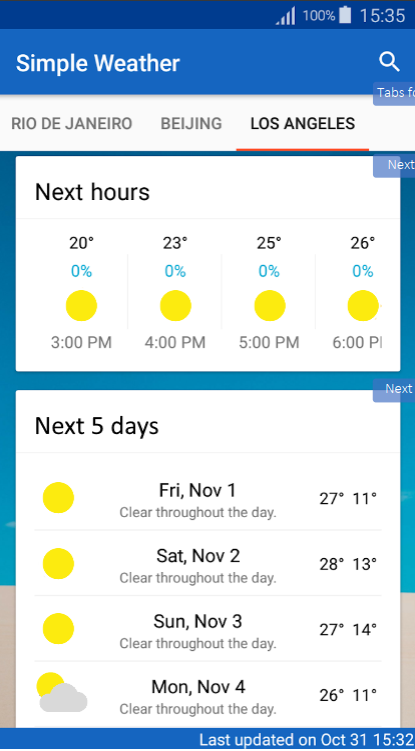 100% 15:35
Simple Weather
Tabs fo
RIO DE JANEIRO BEIJING LOS ANGELES
Next
Next hours
20° 23° 25° 26°
0% 0% 0% 0%
3:00 PM 4:00 PM 5:00 PM 6:00 P
Next
Next 5 days
Fri, Nov 1
27° 11°
Clear throughout the day.
Sat, Nov 2
28° 13°
Clear throughout the day.
Sun, Nov 3
27° 14°
Clear throughout the day.
Mon, Nov 4
26° 11°
Clear throughout the day.
Last updated on Oct 31 15:32